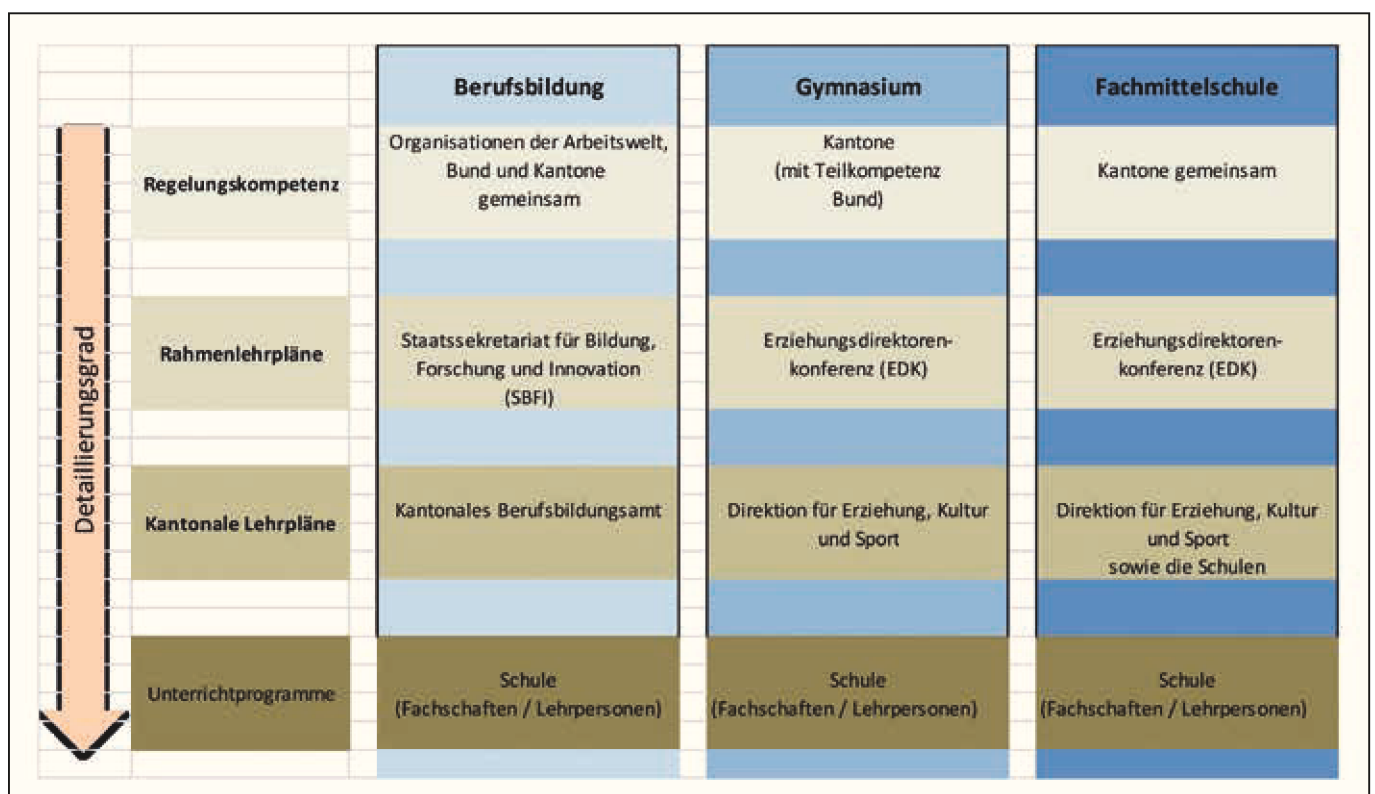 Berufsbildung
Gymnasium
Fachmittelschule
Detaillierungsgrad
Regelungskompetenz
Organisationen der Arbeitswelt,
Bund und Kantone
gemeinsam
Kantone
(mit Teilkompetenz
Bund)
Kantone gemeinsam
Rahmenlehrpläne
Staatssekretariat für Bildung,
Forschung und Innovation
(SBFI)
Erziehungsdirektoren-
konferenz (EDK)
Erziehungsdirektoren-
konferenz (EDK)
Kantonale Lehrpläne
Kantonales Berufsbildungsamt
Direktion für Erziehung, Kultur
und Sport
Direktion für Erziehung, Kultur
und Sport
sowie die Schulen
Unterrichtprogramme
Schule
(Fachschaften / Lehrpersonen)
Schule
(Fachschaften / Lehrpersonen)
Schule
(Fachschaften / Lehrpersonen)